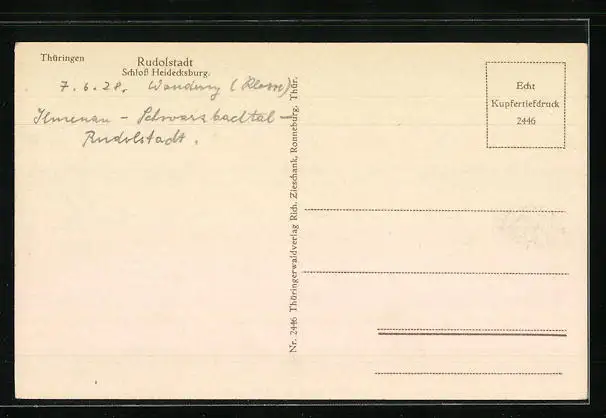 Thüringen
Rudolstadt
Schloß Heidecksburg.
7.6.28. Wanderung (Klasse)
Ilmenau - Schwarzbachtal -
Rudolstadt.
Nr. 2446 Thüringerwaldverlag Rich. Zieschank, Ronneburg, Thür.
Echt
Kupfertiefdruck
2446